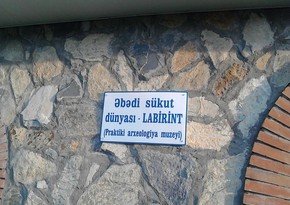 Əbədi sükut
dünyası - LABİRİNT
(Praktiki arxeologiya muzeyi)